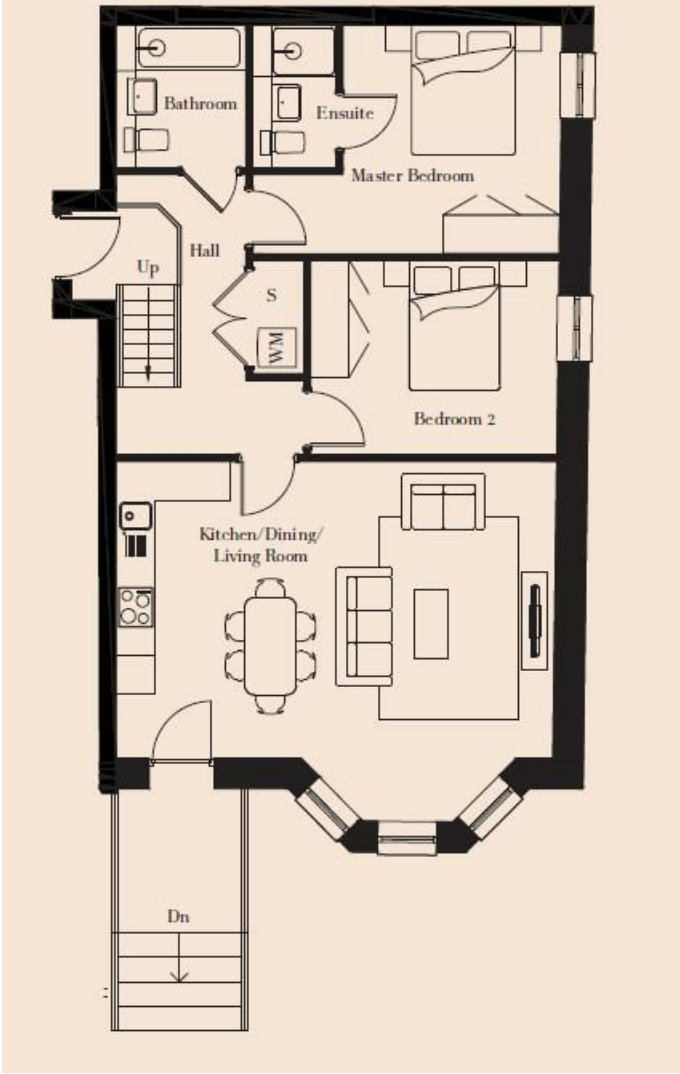 Bathroom
Ensuite
Master Bedroom
Hall
Up
S
WM
Bedroom 2
Kitchen/Dining/
Living Room
Dn